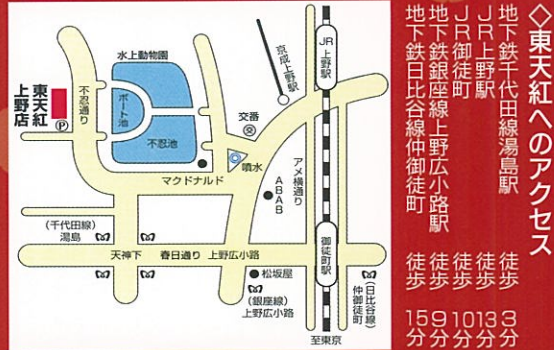 ◇東天紅へのアクセス
地下鉄千代田線湯島駅 徒歩 3分
JR上野駅 徒歩 13分
JR御徒町 徒歩 10分
地下鉄銀座線上野広小路駅 徒歩 9分
地下鉄日比谷線仲御徒町 徒歩 15分
水上動物園
京成上野駅
JR上野駅
東天紅
上野店
P
不忍通り
ボート池
不忍池
交番
噴水
マクドナルド
アメ横通り
ABAB
(千代田線)
湯島
天神下
春日通り
上野広小路
御徒町駅
松坂屋
(銀座線)
上野広小路
(日比谷線)
仲御徒町
至東京